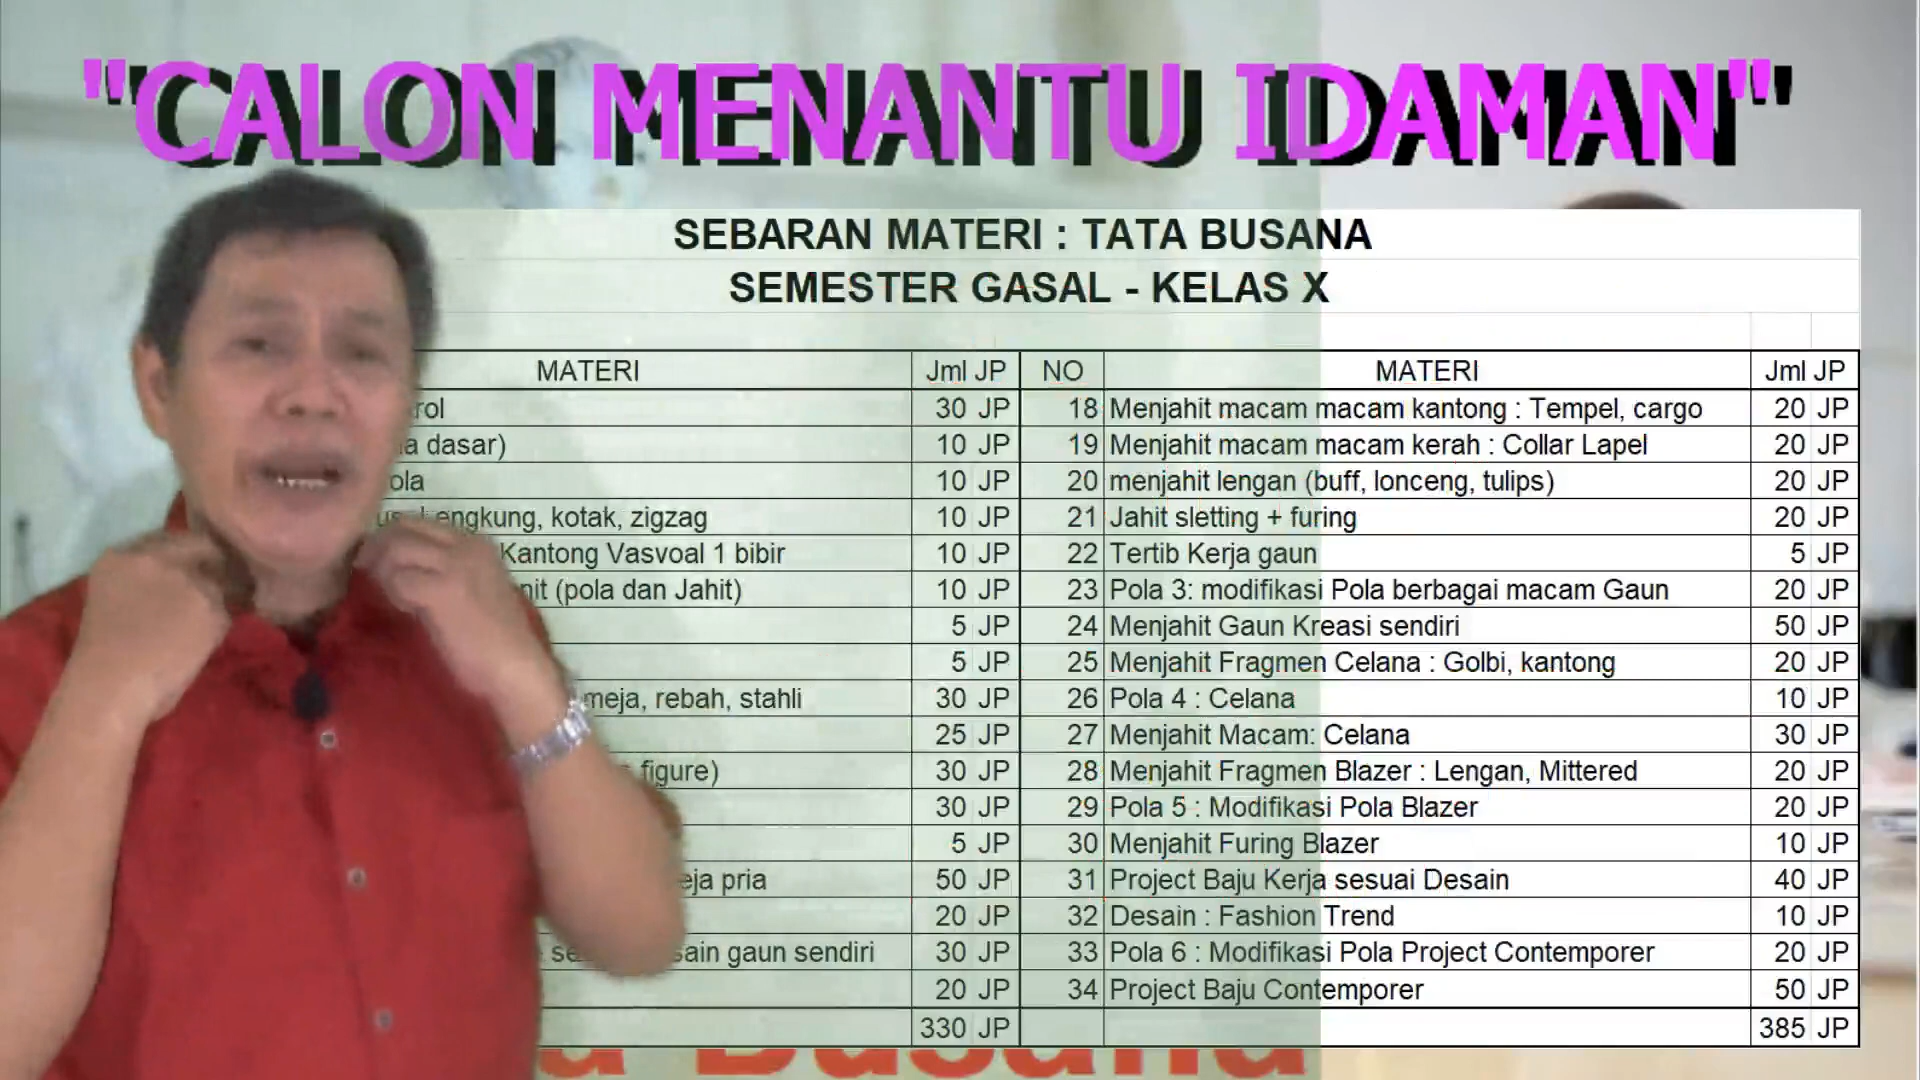 "CALON MENANTU IDAMAN"
SEBARAN MATERI : TATA BUSANA
SEMESTER GASAL - KELAS X
MATERI Jml JP NO MATERI Jml JP
30 JP 18 Menjahit macam macam kantong : Tempel, cargo 20 JP
dasar) 10 JP 19 Menjahit macam macam kerah : Collar Lapel 20 JP
10 JP 20 menjahit lengan (buff, lonceng, tulips) 20 JP
kotak, zigzag 10 JP 21 Jahit sletting + furing 20 JP
Kantong Vasvoal 1 bibir 10 JP 22 Tertib Kerja gaun 5 JP
(pola dan Jahit) 10 JP 23 Pola 3: modifikasi Pola berbagai macam Gaun 20 JP
5 JP 24 Menjahit Gaun Kreasi sendiri 50 JP
5 JP 25 Menjahit Fragmen Celana : Golbi, kantong 20 JP
meja, rebah, stahli 30 JP 26 Pola 4 : Celana 10 JP
25 JP 27 Menjahit Macam: Celana 30 JP
figure) 30 JP 28 Menjahit Fragmen Blazer : Lengan, Mittered 20 JP
30 JP 29 Pola 5 : Modifikasi Pola Blazer 20 JP
5 JP 30 Menjahit Furing Blazer 10 JP
pria 50 JP 31 Project Baju Kerja sesuai Desain 40 JP
20 JP 32 Desain : Fashion Trend 10 JP
gaun sendiri 30 JP 33 Pola 6 : Modifikasi Pola Project Contemporer 20 JP
20 JP 34 Project Baju Contemporer 50 JP
330 JP 385 JP